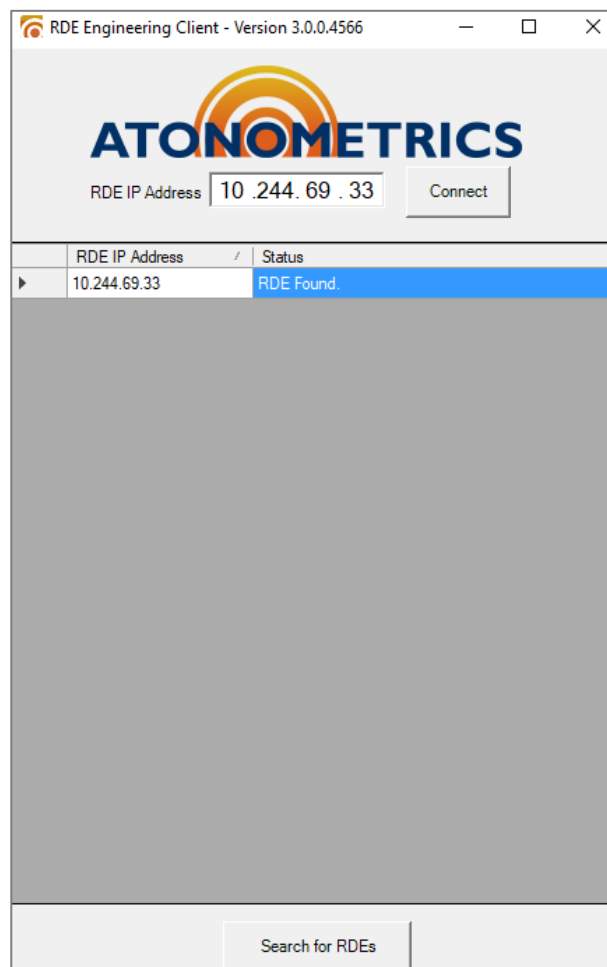 RDE Engineering Client - Version 3.0.0.4566
ATONOMETRICS
RDE IP Address 10 .244. 69 . 33 Connect
RDE IP Address Status
10.244.69.33 RDE Found.
Search for RDEs